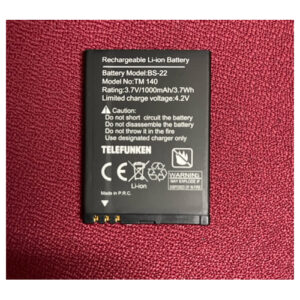 Rechargeable Li-ion Battery
Battery Model:BS-22
Model:TM 140
Rating:3.7V/1000mAh/3.7Wh
Limited charge voltage:4.2V
Caution:
Do not short circuit the battery
Do not disassemble the battery
Do not throw it in the fire
Use designated charger only
TELEFUNKEN
Li-ion
Made in P.R.C.